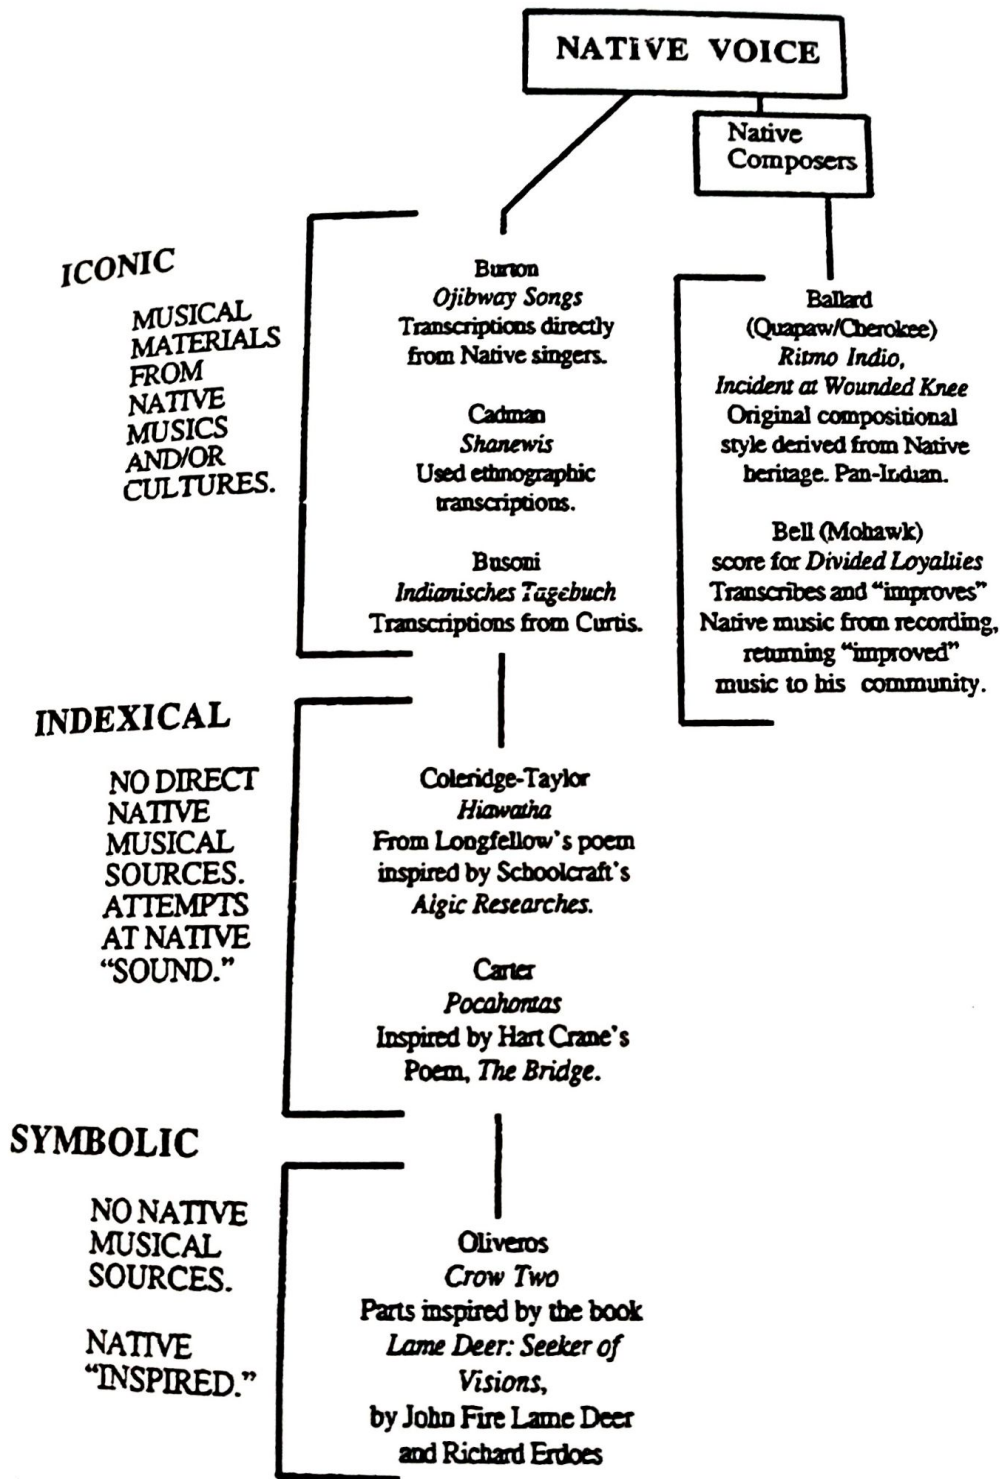 NATIVE VOICE
Native
Composers
ICONIC
MUSICAL
MATERIALS
FROM
NATIVE
MUSICS
AND/OR
CULTURES.
Burton
Ojibway Songs
Transcriptions directly
from Native singers.
Cadman
Shanewis
Used ethnographic
transcriptions.
Busoni
Indianisches Tagebuch
Transcriptions from Curtis.
Ballard
(Quapaw/Cherokee)
Ritmo Indio,
Incident at Wounded Knee
Original compositional
style derived from Native
heritage. Pan-Indian.
Bell (Mohawk)
score for Divided Loyalties
Transcribes and “improves”
Native music from recording,
returning “improved”
music to his community.
INDEXICAL
NO DIRECT
NATIVE
MUSICAL
SOURCES.
ATTEMPTS
AT NATIVE
“SOUND.”
Coleridge-Taylor
Hiawatha
From Longfellow’s poem
inspired by Schoolcraft’s
Algic Researches.
Carter
Pocahontas
Inspired by Hart Crane’s
Poem, The Bridge.
SYMBOLIC
NO NATIVE
MUSICAL
SOURCES.
NATIVE
“INSPIRED.”
Oliveros
Crow Two
Parts inspired by the book
Lame Deer: Seeker of
Visions,
by John Fire Lame Deer
and Richard Erdoes